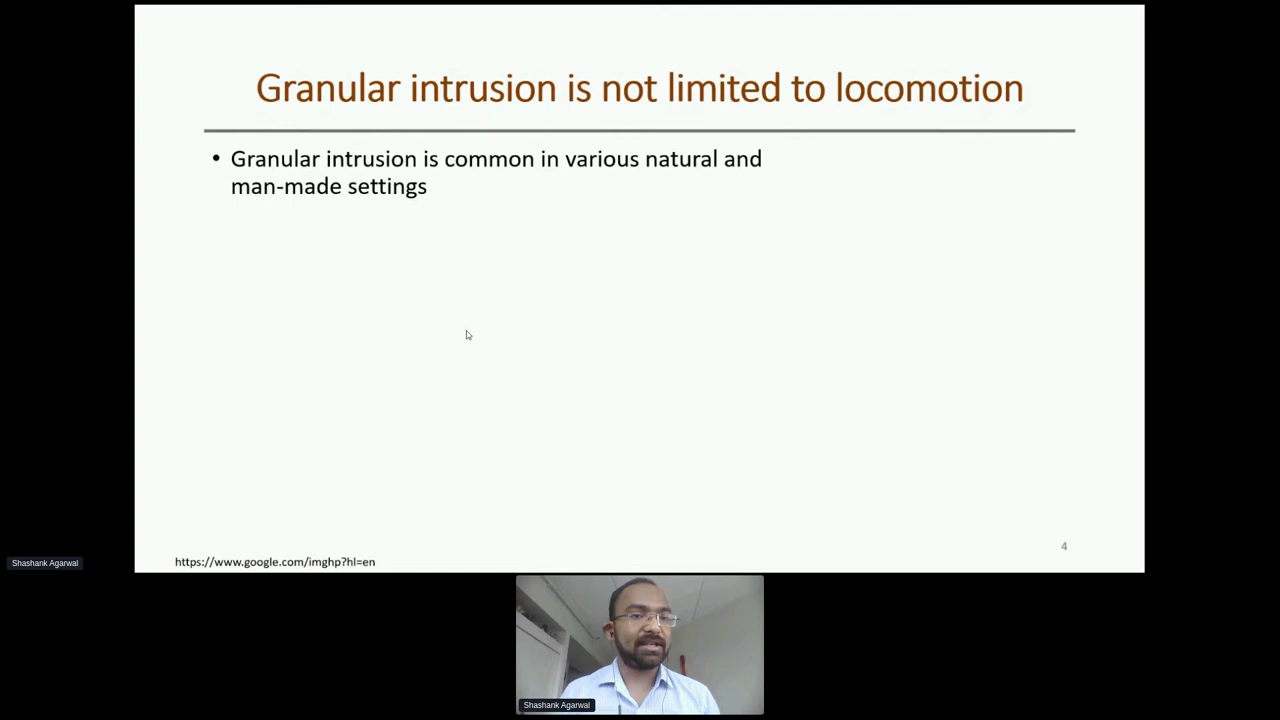 Granular intrusion is not limited to locomotion
• Granular intrusion is common in various natural and
man-made settings
4
https://www.google.com/imghp?hl=en
Shashank Agarwal
Shashank Agarwal